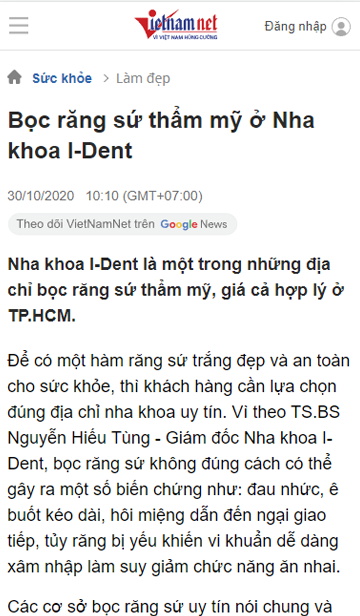 Vietnamnet
VÌ VIỆT NAM HÙNG CƯỜNG
Đăng nhập
Sức khỏe > Làm đẹp
Bọc răng sứ thẩm mỹ ở Nha
khoa I-Dent
30/10/2020 10:10 (GMT+07:00)
Theo dõi VietNamNet trên Google News
Nha khoa I-Dent là một trong những địa
chỉ bọc răng sứ thẩm mỹ, giá cả hợp lý ở
TP.HCM.
Để có một hàm răng sứ trắng đẹp và an toàn
cho sức khỏe, thì khách hàng cần lựa chọn
đúng địa chỉ nha khoa uy tín. Vì theo TS.BS
Nguyễn Hiếu Tùng - Giám đốc Nha khoa I-
Dent, bọc răng sứ không đúng cách có thể
gây ra một số biến chứng như: đau nhức, ê
buốt kéo dài, hôi miệng dẫn đến ngại giao
tiếp, tủy răng bị yếu khiến vi khuẩn dễ dàng
xâm nhập làm suy giảm chức năng ăn nhai.
Các cơ sở bọc răng sứ uy tín nói chung và